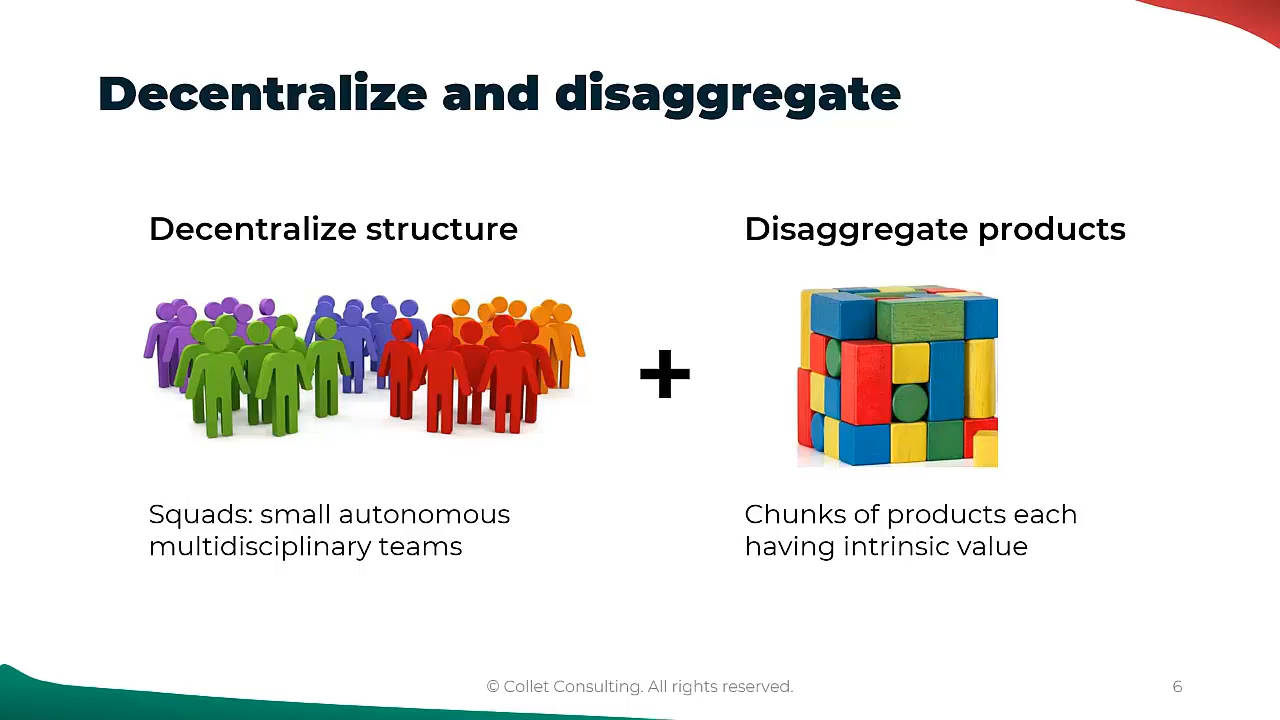 Decentralize and disaggregate
Decentralize structure
Disaggregate products
+
Squads: small autonomous
multidisciplinary teams
Chunks of products each
having intrinsic value
© Collet Consulting. All rights reserved.
6